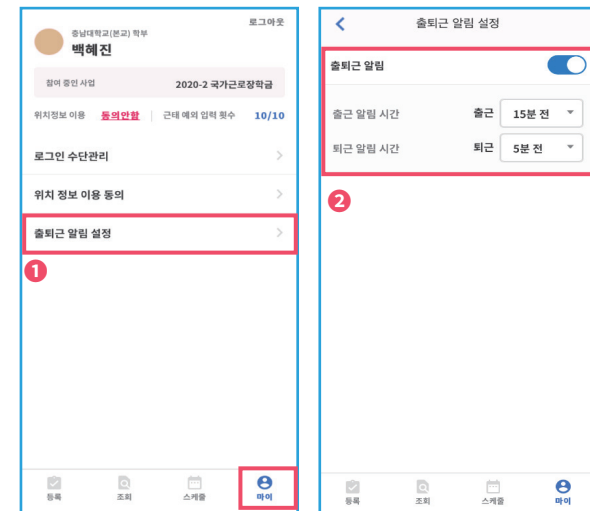 로그아웃
충남대학교(본교) 학부
백혜진
참여 중인 사업 2020-2 국가근로장학금
위치정보 이용 동의안함 근태 예외 입력 횟수 10/10
로그인 수단관리
위치 정보 이용 동의
출퇴근 알림 설정
1
등록 조회 스케줄 마이
출퇴근 알림 설정
출퇴근 알림
출근 알림 시간 출근 15분 전
퇴근 알림 시간 퇴근 5분 전
2
등록 조회 스케줄 마이